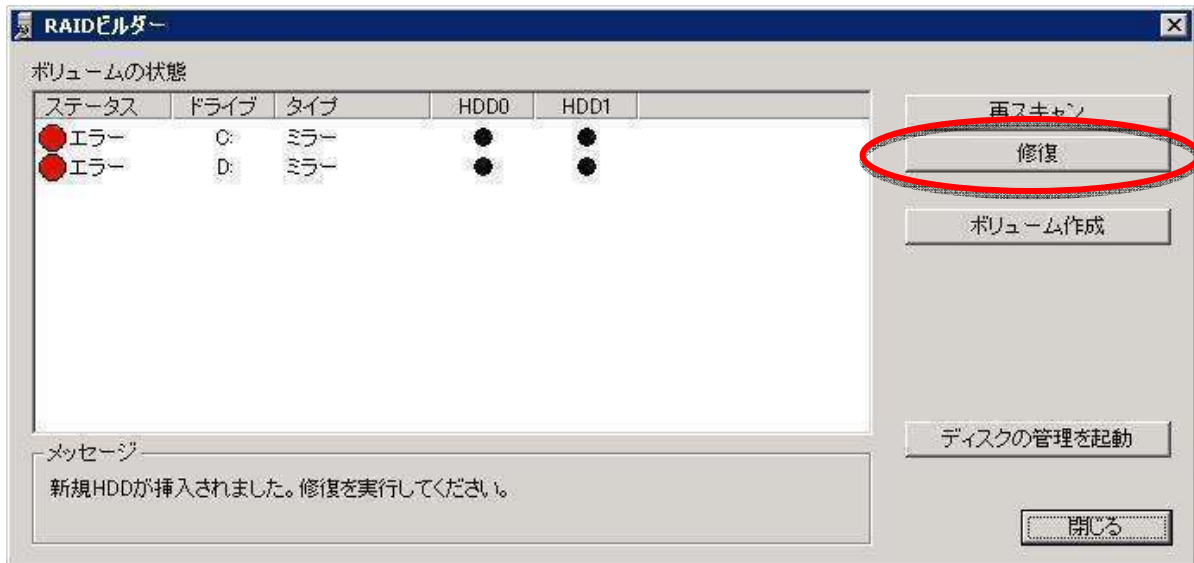 RAIDビルダー
ボリュームの状態
ステータス ドライブ タイプ HDD0 HDD1
エラー C: ミラー ● ●
エラー D: ミラー ● ●
再スキャン
修復
ボリューム作成
ディスクの管理を起動
メッセージ
新規HDDが挿入されました。修復を実行してください。
閉じる